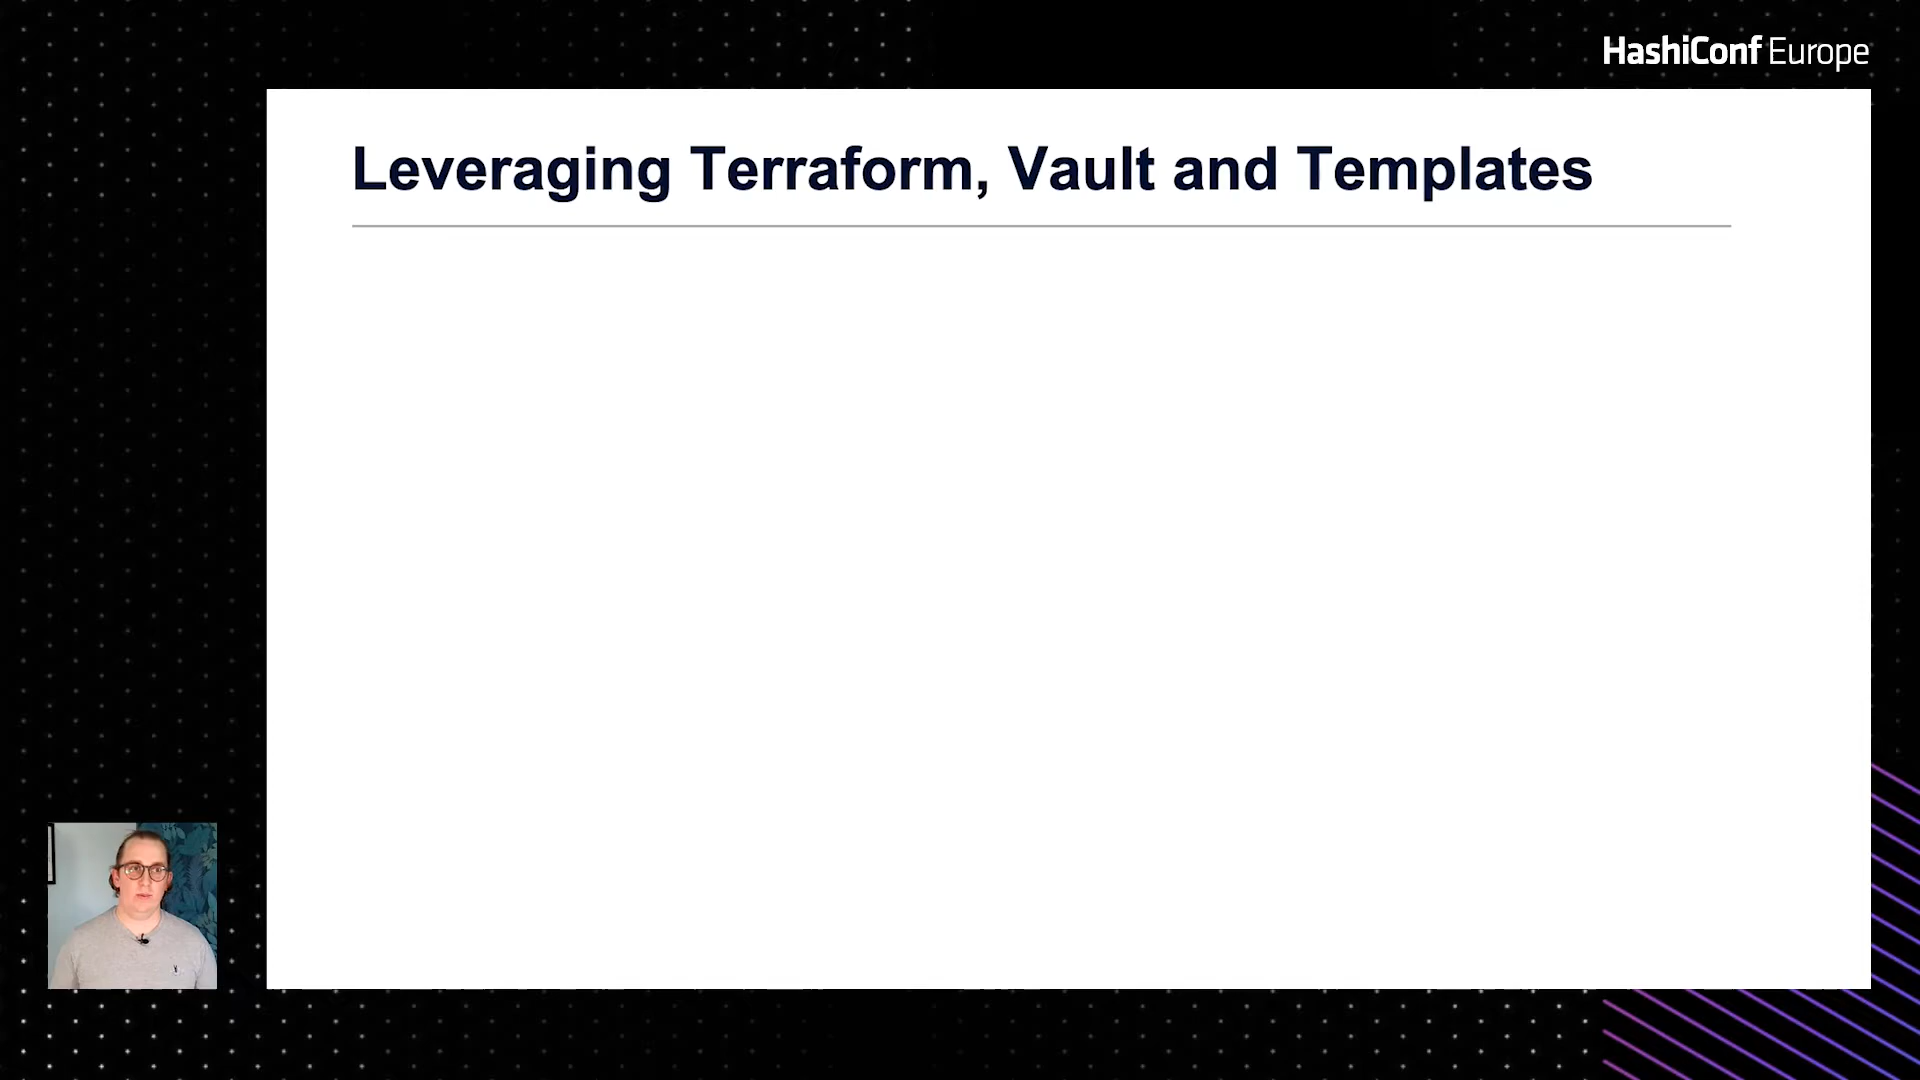 HashiConf Europe
Leveraging Terraform, Vault and Templates